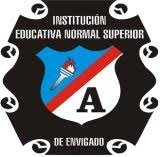 INSTITUCIÓN
EDUCATIVA NORMAL SUPERIOR
A
DE ENVIGADO